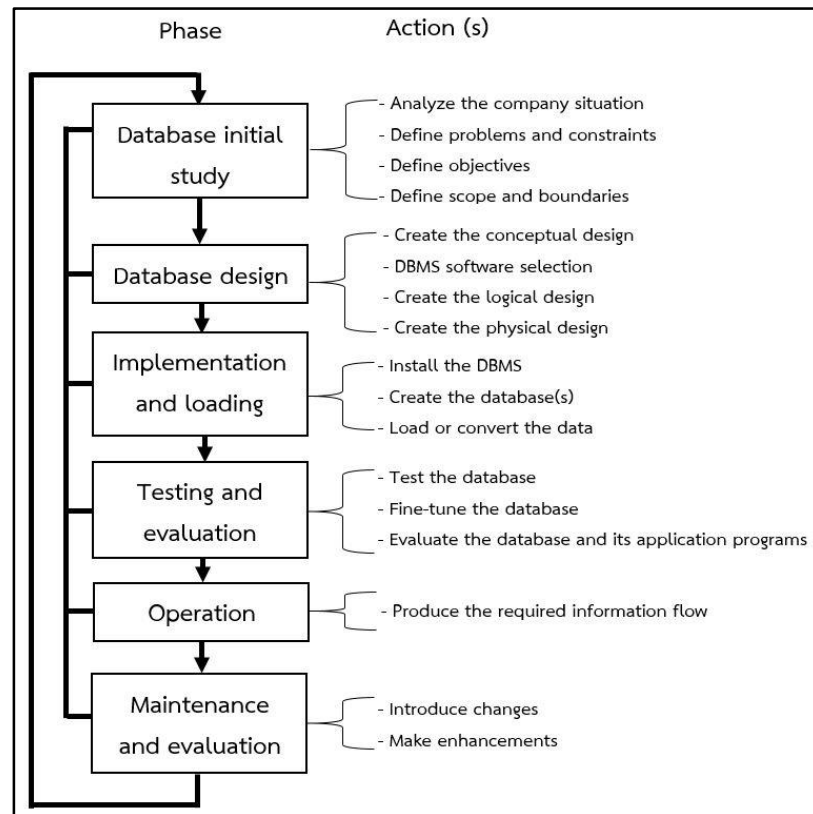 Phase
Action (s)
Database initial
study
- Analyze the company situation
- Define problems and constraints
- Define objectives
- Define scope and boundaries
Database design
- Create the conceptual design
- DBMS software selection
- Create the logical design
- Create the physical design
Implementation
and loading
- Install the DBMS
- Create the database(s)
- Load or convert the data
Testing and
evaluation
- Test the database
- Fine-tune the database
- Evaluate the database and its application programs
Operation
- Produce the required information flow
Maintenance
and evaluation
- Introduce changes
- Make enhancements